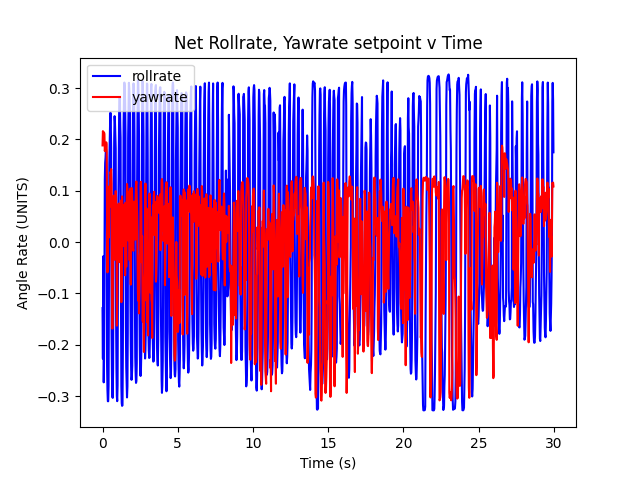 Net Rollrate, Yawrate setpoint v Time
rollrate
yawrate
0.3
0.2
0.1
0.0
−0.1
−0.2
−0.3
Angle Rate (UNITS)
0 5 10 15 20 25 30
Time (s)